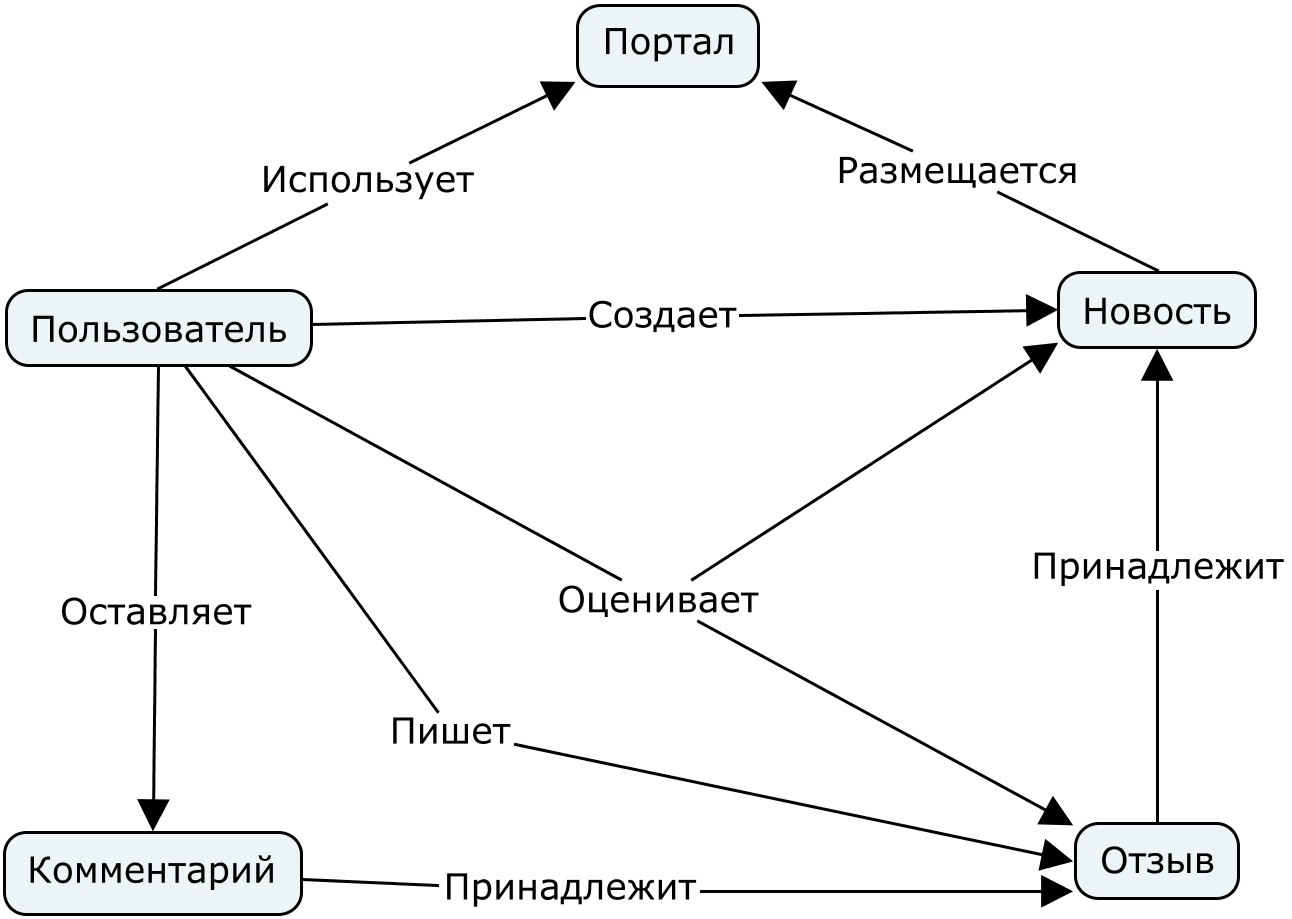 Портал
Использует
Размещается
Пользователь
Создает
Новость
Принадлежит
Оценивает
Оставляет
Пишет
Комментарий
Принадлежит
Отзыв